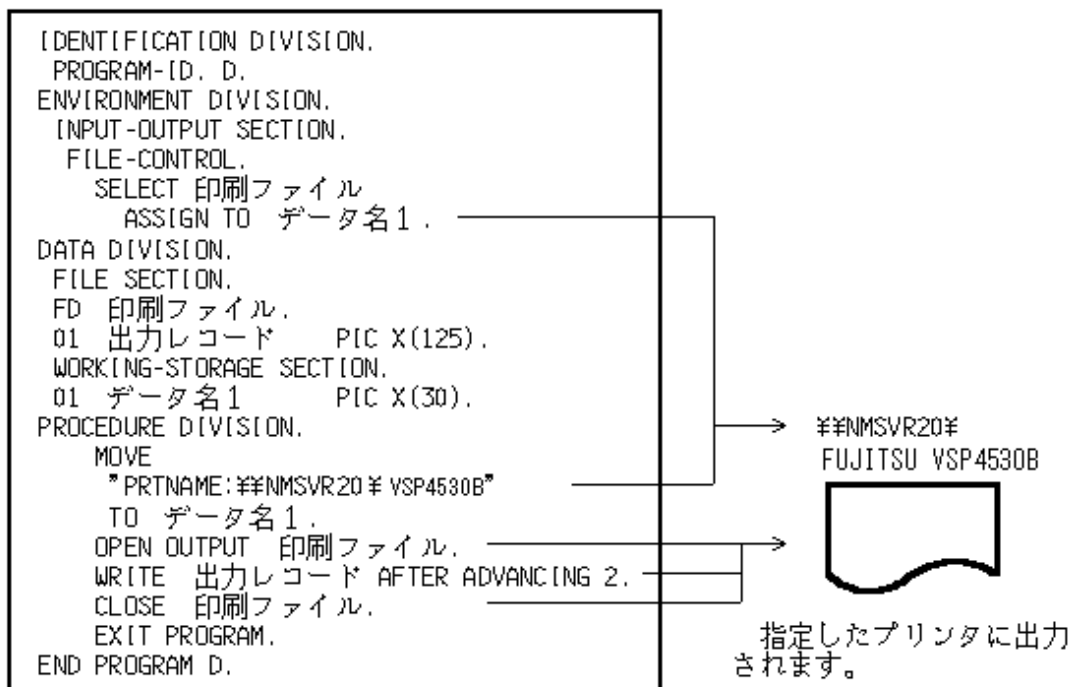 IDENTIFICATION DIVISION.
PROGRAM-ID. D.
ENVIRONMENT DIVISION.
INPUT-OUTPUT SECTION.
FILE-CONTROL.
SELECT 印刷ファイル
ASSIGN TO データ名1.
DATA DIVISION.
FILE SECTION.
FD 印刷ファイル.
01 出力レコード PIC X(125).
WORKING-STORAGE SECTION.
01 データ名1 PIC X(30).
PROCEDURE DIVISION.
MOVE
"PRTNAME:¥¥NMSVR20¥ VSP4530B"
TO データ名1.
OPEN OUTPUT 印刷ファイル.
WRITE 出力レコード AFTER ADVANCING 2.
CLOSE 印刷ファイル.
EXIT PROGRAM.
END PROGRAM D.
¥¥NMSVR20¥
FUJITSU VSP4530B
指定したプリンタに出力
されます。